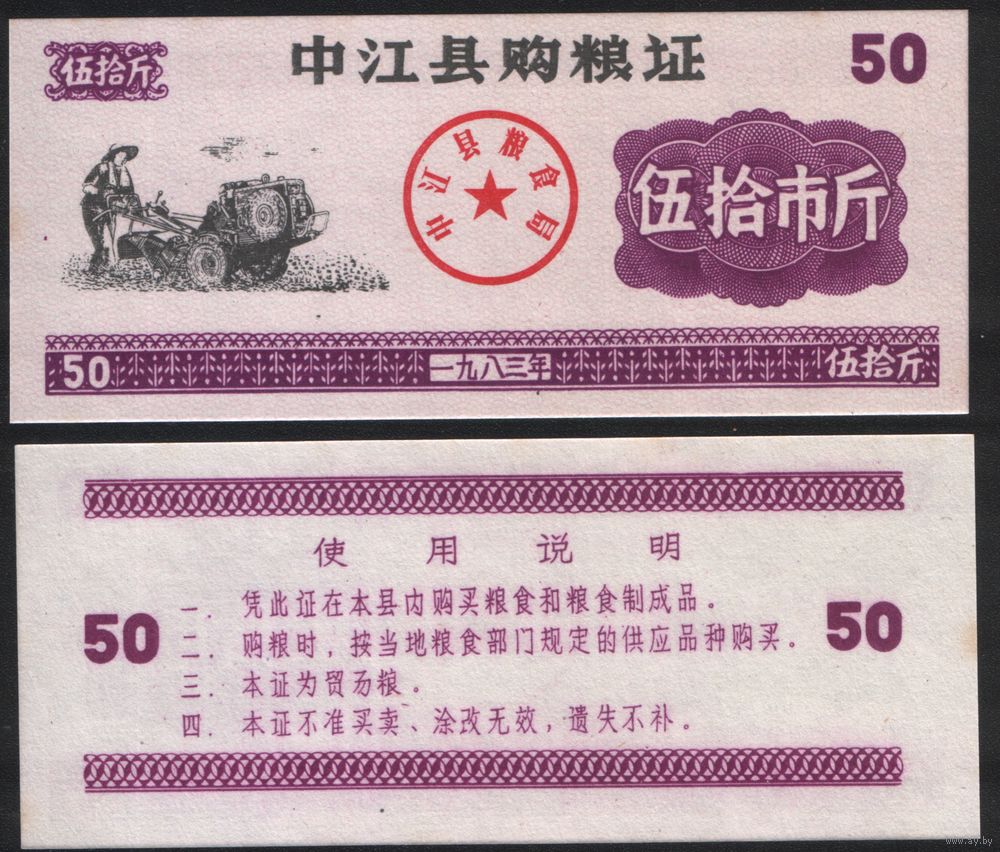 伍拾斤
中江县购粮证
50
中江县粮食局
伍拾市斤
50
一九八三年
伍拾斤
使用说明
50
50
一. 凭此证在本县内购买粮食和粮食制成品。
二. 购粮时，按当地粮食部门规定的供应品种购买。
三. 本证为贸易粮。
四. 本证不准买卖、涂改无效，遗失不补。
www.ay.by